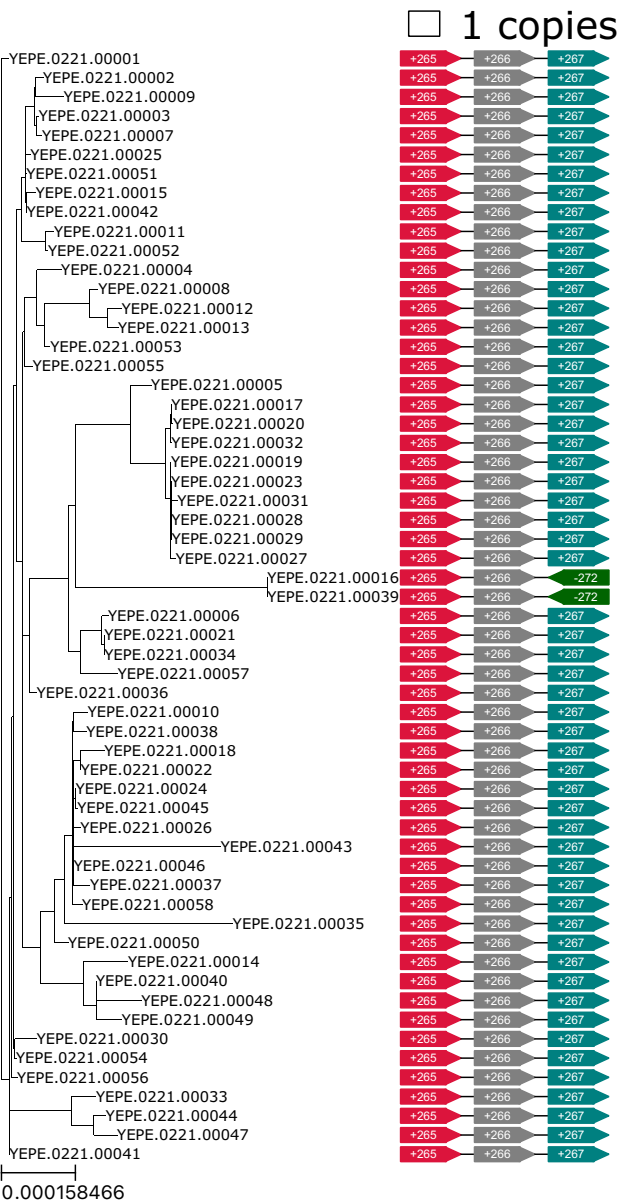 1 copies
YEPE.0221.00001 +265 +266 +267
YEPE.0221.00002 +265 +266 +267
YEPE.0221.00009 +265 +266 +267
YEPE.0221.00003 +265 +266 +267
YEPE.0221.00007 +265 +266 +267
YEPE.0221.00025 +265 +266 +267
YEPE.0221.00051 +265 +266 +267
YEPE.0221.00015 +265 +266 +267
YEPE.0221.00042 +265 +266 +267
YEPE.0221.00011 +265 +266 +267
YEPE.0221.00052 +265 +266 +267
YEPE.0221.00004 +265 +266 +267
YEPE.0221.00008 +265 +266 +267
YEPE.0221.00012 +265 +266 +267
YEPE.0221.00013 +265 +266 +267
YEPE.0221.00053 +265 +266 +267
YEPE.0221.00055 +265 +266 +267
YEPE.0221.00005 +265 +266 +267
YEPE.0221.00017 +265 +266 +267
YEPE.0221.00020 +265 +266 +267
YEPE.0221.00032 +265 +266 +267
YEPE.0221.00019 +265 +266 +267
YEPE.0221.00023 +265 +266 +267
YEPE.0221.00031 +265 +266 +267
YEPE.0221.00028 +265 +266 +267
YEPE.0221.00029 +265 +266 +267
YEPE.0221.00027 +265 +266 +267
YEPE.0221.00016 +265 +266 -272
YEPE.0221.00039 +265 +266 -272
YEPE.0221.00006 +265 +266 +267
YEPE.0221.00021 +265 +266 +267
YEPE.0221.00034 +265 +266 +267
YEPE.0221.00057 +265 +266 +267
YEPE.0221.00036 +265 +266 +267
YEPE.0221.00010 +265 +266 +267
YEPE.0221.00038 +265 +266 +267
YEPE.0221.00018 +265 +266 +267
YEPE.0221.00022 +265 +266 +267
YEPE.0221.00024 +265 +266 +267
YEPE.0221.00045 +265 +266 +267
YEPE.0221.00026 +265 +266 +267
YEPE.0221.00043 +265 +266 +267
YEPE.0221.00046 +265 +266 +267
YEPE.0221.00037 +265 +266 +267
YEPE.0221.00058 +265 +266 +267
YEPE.0221.00035 +265 +266 +267
YEPE.0221.00050 +265 +266 +267
YEPE.0221.00014 +265 +266 +267
YEPE.0221.00040 +265 +266 +267
YEPE.0221.00048 +265 +266 +267
YEPE.0221.00049 +265 +266 +267
YEPE.0221.00030 +265 +266 +267
YEPE.0221.00054 +265 +266 +267
YEPE.0221.00056 +265 +266 +267
YEPE.0221.00033 +265 +266 +267
YEPE.0221.00044 +265 +266 +267
YEPE.0221.00047 +265 +266 +267
YEPE.0221.00041 +265 +266 +267
0.000158466